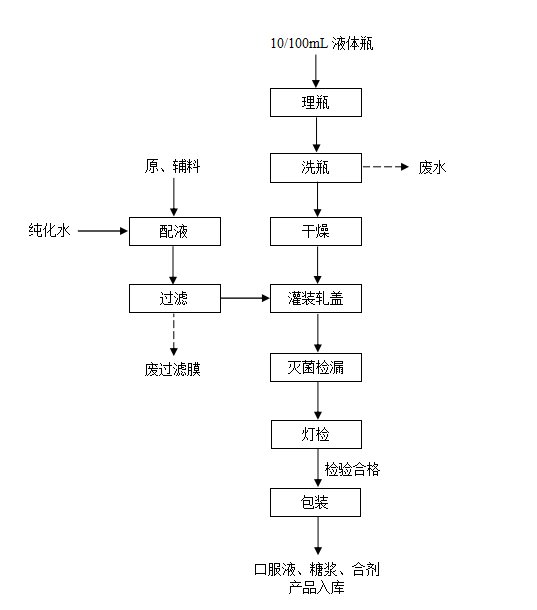 10/100mL 液体瓶
理瓶
洗瓶
废水
原、辅料
纯化水
配液
干燥
过滤
灌装轧盖
废过滤膜
灭菌检漏
灯检
检验合格
包装
口服液、糖浆、合剂
产品入库